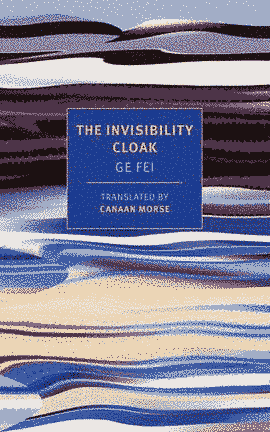 THE INVISIBILITY
CLOAK
GE FEI
TRANSLATED BY
CANAAN MORSE